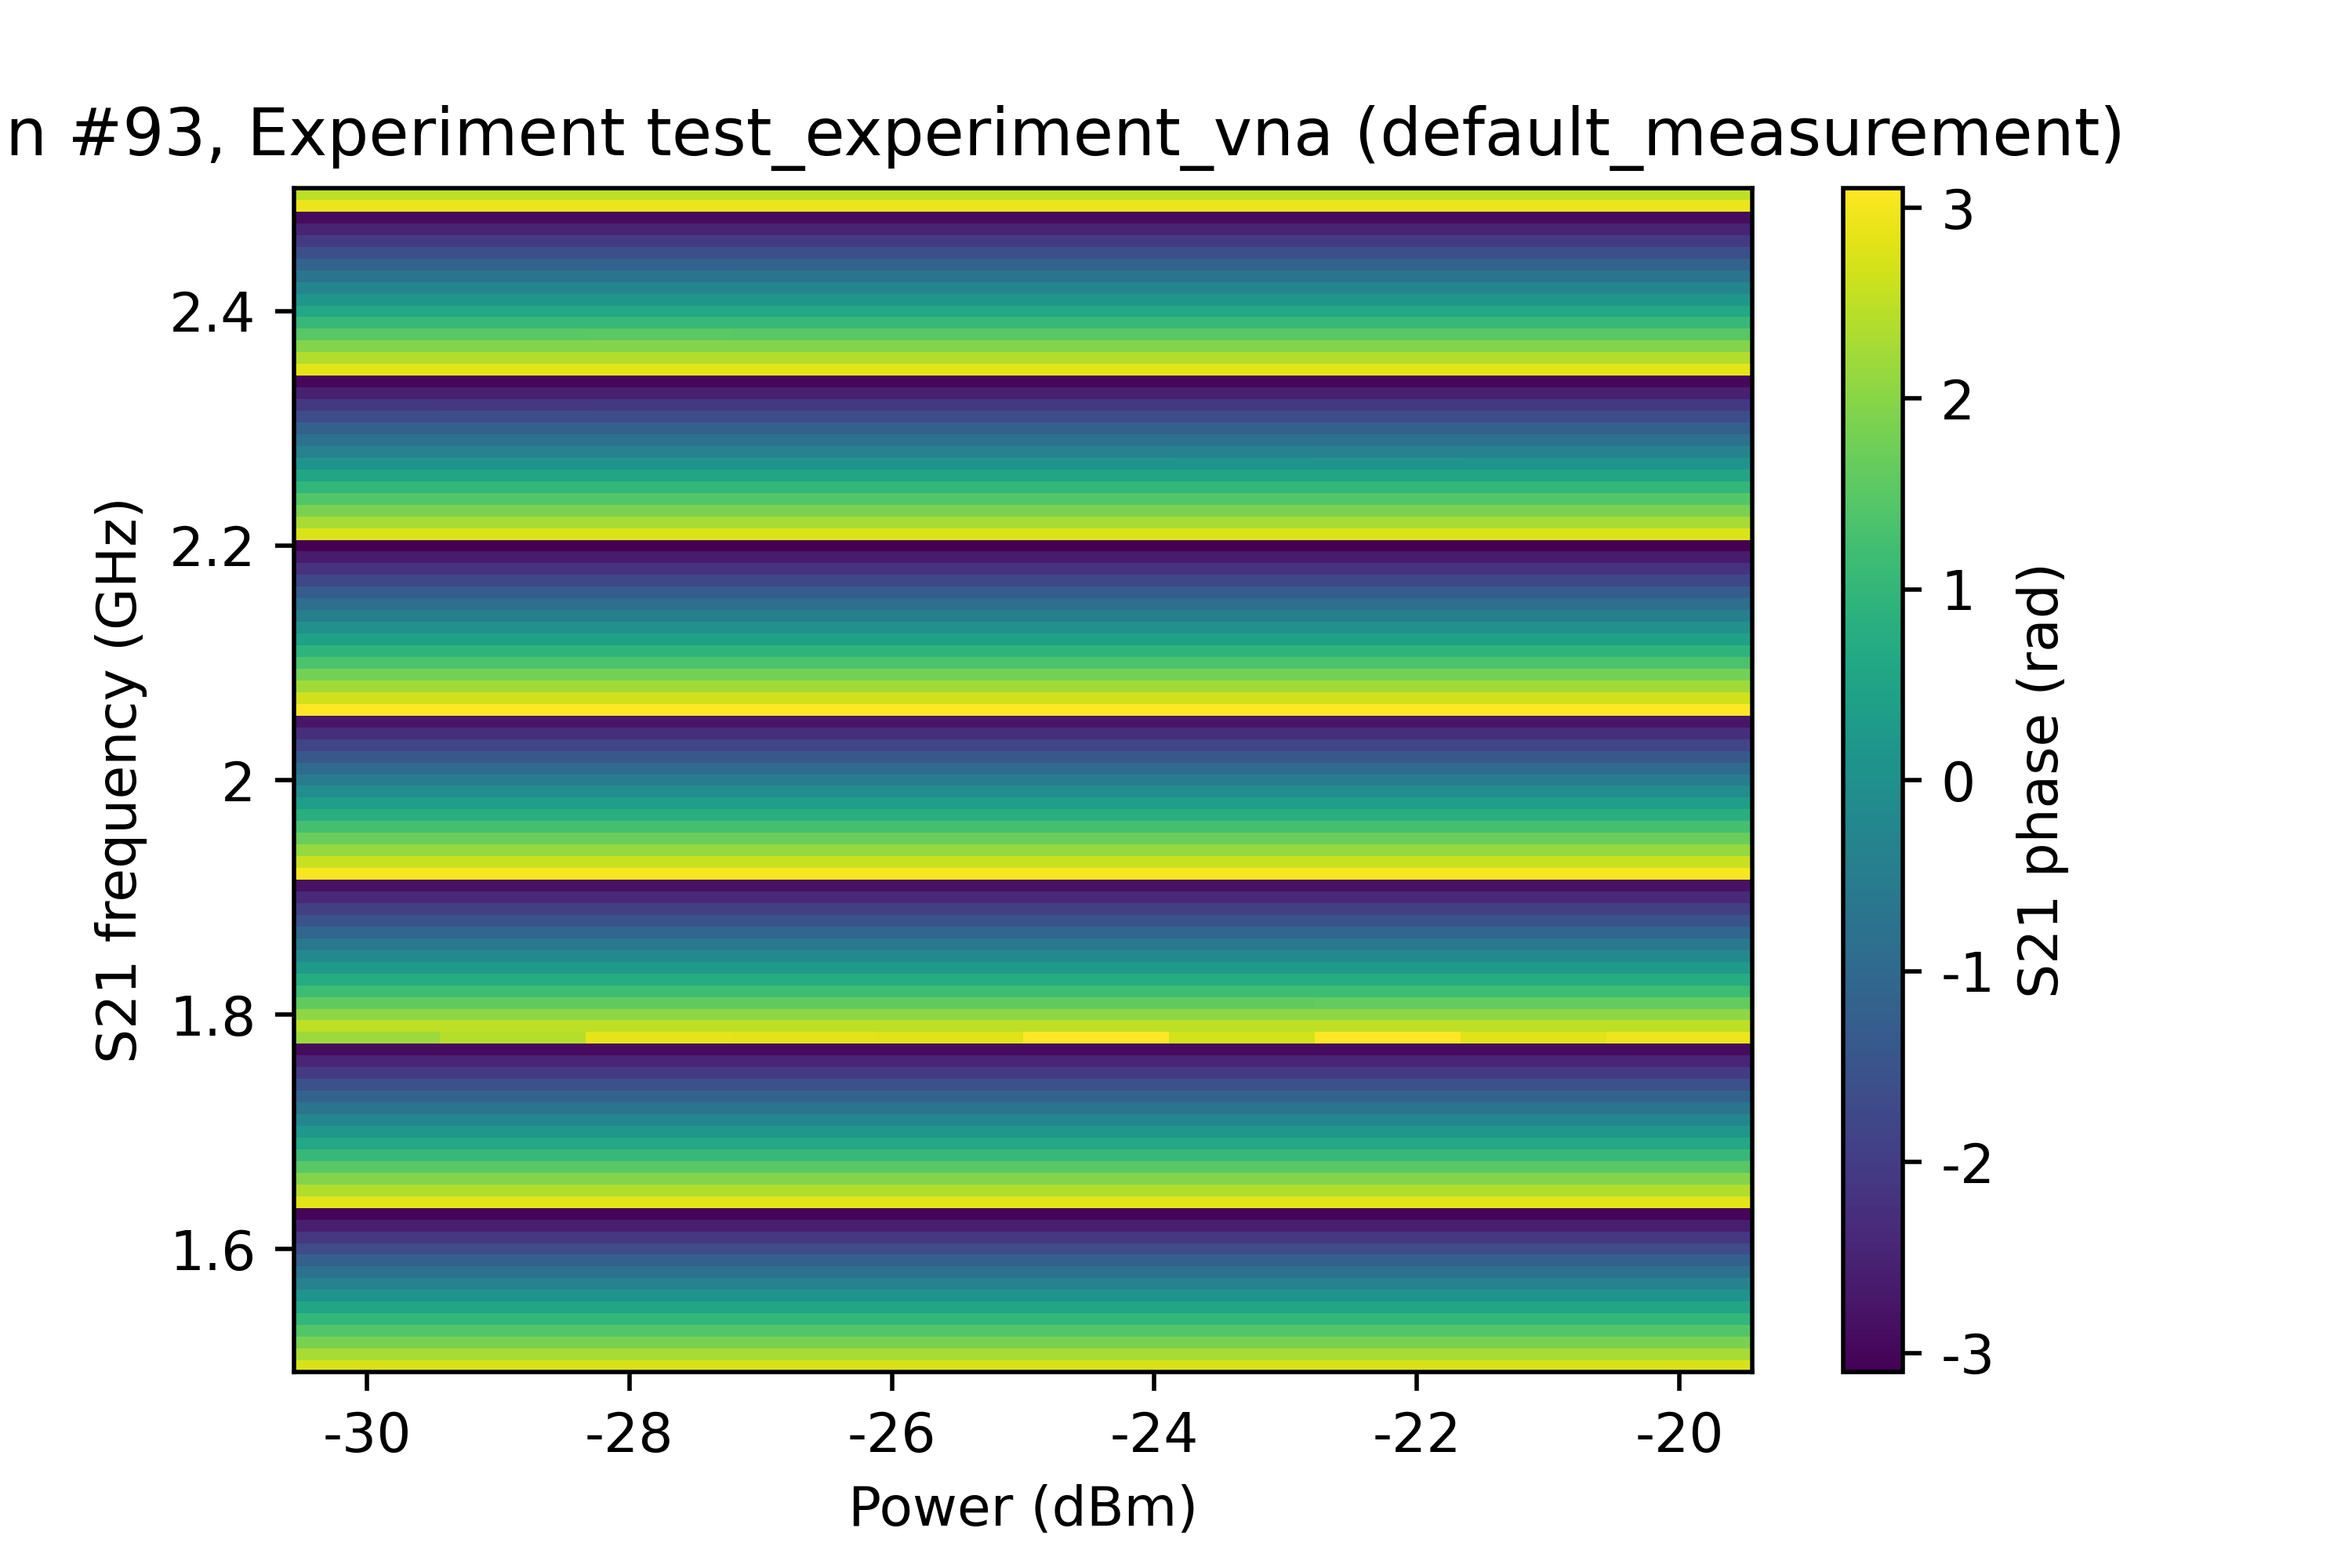 n #93, Experiment test_experiment_vna (default_measurement)
S21 frequency (GHz)
2.4
2.2
2
1.8
1.6
-30 -28 -26 -24 -22 -20
Power (dBm)
3
2
1
0
-1
-2
-3
S21 phase (rad)